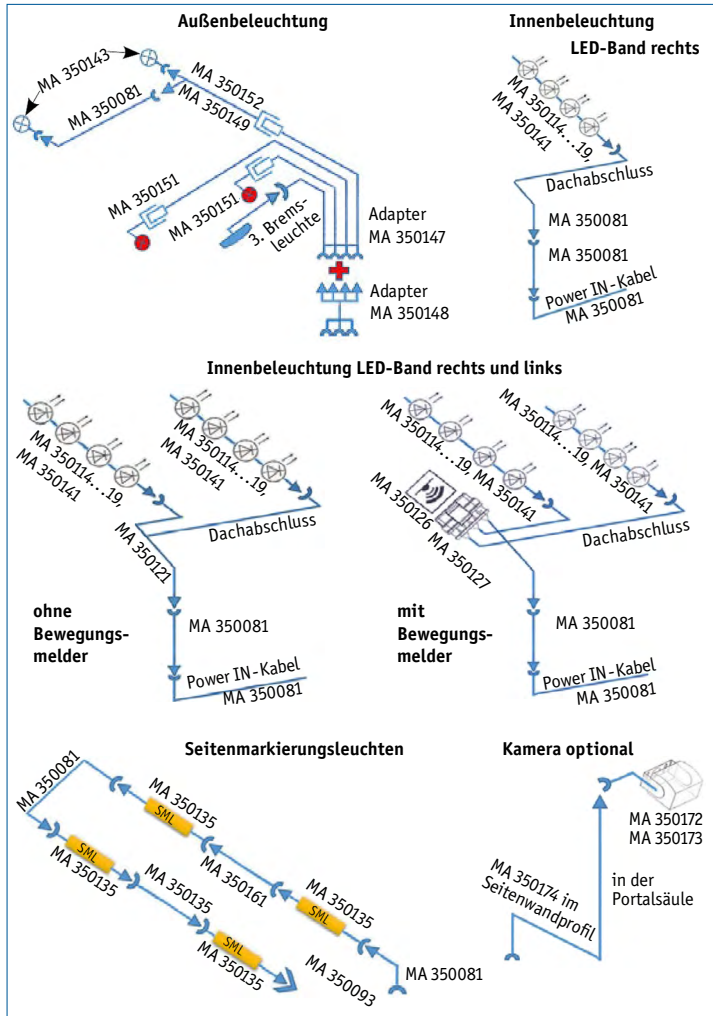 Außenbeleuchtung
MA 350143
MA 350081
MA 350152
MA 350149
MA 350151
MA 350151
3. Brems-
leuchte
Adapter
MA 350147
Adapter
MA 350148
Innenbeleuchtung
LED-Band rechts
MA 350114...19,
MA 350141
Dachabschluss
MA 350081
MA 350081
Power IN-Kabel
MA 350081
Innenbeleuchtung LED-Band rechts und links
MA 350114...19,
MA 350141
MA 350114...19,
MA 350141
MA 350121
Dachabschluss
ohne
Bewegungs-
melder
MA 350081
Power IN-Kabel
MA 350081
MA 350114...19, MA 350141
MA 350114...19, MA 350141
MA 350126
MA 350127
Dachabschluss
mit
Bewegungs-
melder
MA 350081
Power IN-Kabel
MA 350081
Seitenmarkierungsleuchten
MA 350081
SML
MA 350135
SML
MA 350135
MA 350161
MA 350135
SML
MA 350135
SML
MA 350135
MA 350093
MA 350081
Kamera optional
MA 350172
MA 350173
MA 350174 im
Seitenwandprofil
in der
Portalsäule